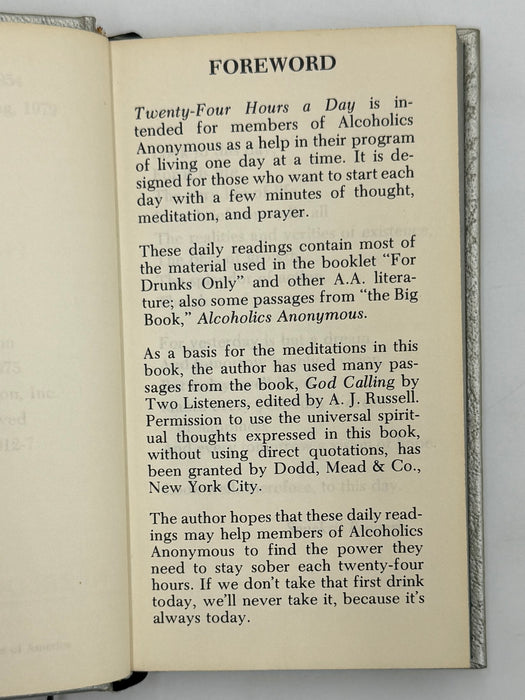 FOREWORD
Twenty-Four Hours a Day is in-
tended for members of Alcoholics
Anonymous as a help in their program
of living one day at a time. It is de-
signed for those who want to start each
day with a few minutes of thought,
meditation, and prayer.
These daily readings contain most of
the material used in the booklet “For
Drunks Only” and other A.A. litera-
ture; also some passages from “the Big
Book,” Alcoholics Anonymous.
As a basis for the meditations in this
book, the author has used many pas-
sages from the book, God Calling by
Two Listeners, edited by A. J. Russell.
Permission to use the universal spirit-
ual thoughts expressed in this book,
without using direct quotations, has
been granted by Dodd, Mead & Co.,
New York City.
The author hopes that these daily read-
ings may help members of Alcoholics
Anonymous to find the power they
need to stay sober each twenty-four
hours. If we don’t take that first drink
today, we’ll never take it, because it’s
always today.